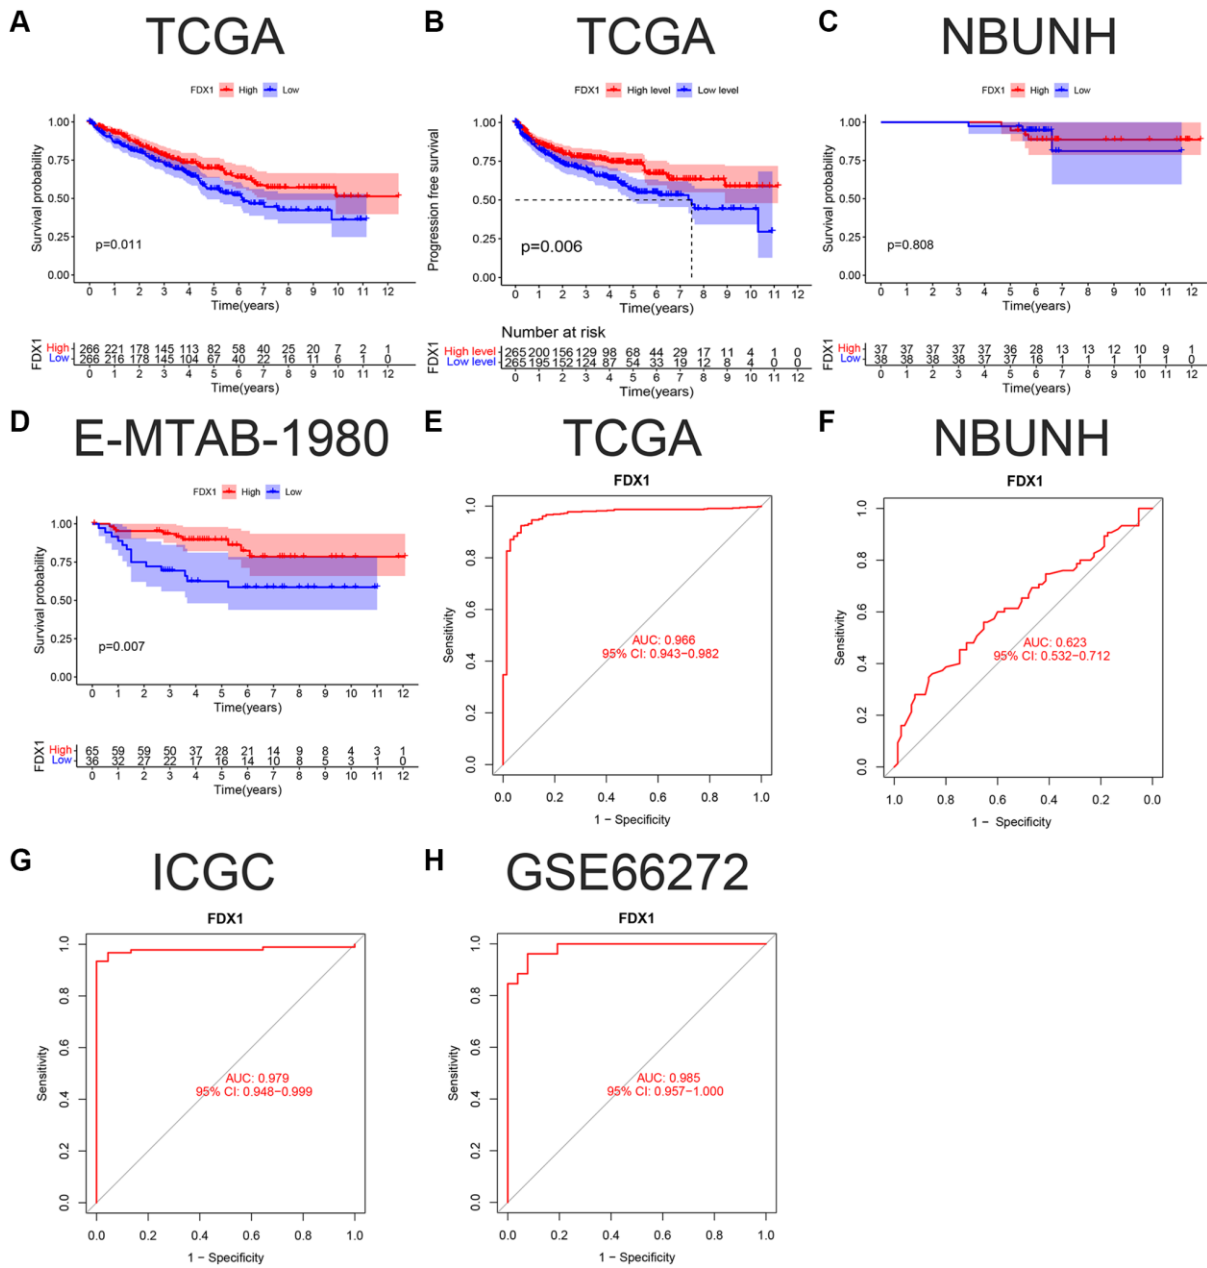 A
TCGA
FDX1 High Low
1.00
0.75
0.50
0.25
0.00
Survival probability
p=0.011
0 1 2 3 4 5 6 7 8 9 10 11 12
Time(years)
FDX1
High 266 221 178 145 113 82 58 40 25 20 7 2 1
Low 266 216 178 145 104 67 40 22 16 11 6 1 0
0 1 2 3 4 5 6 7 8 9 10 11 12
Time(years)
B
TCGA
FDX1 High level Low level
1.00
0.75
0.50
0.25
0.00
Progression free survival
p=0.006
0 1 2 3 4 5 6 7 8 9 10 11 12
Time(years)
Number at risk
FDX1
High level 265 200 156 129 98 68 44 29 17 11 4 1 0
Low level 265 195 152 124 87 54 33 19 12 8 4 0 0
0 1 2 3 4 5 6 7 8 9 10 11 12
Time(years)
C
NBUNH
FDX1 High Low
1.00
0.75
0.50
0.25
0.00
Survival probability
p=0.808
0 1 2 3 4 5 6 7 8 9 10 11 12
Time(years)
FDX1
High 37 37 37 37 37 36 28 13 13 12 10 9 1
Low 38 38 38 38 37 37 16 1 1 1 1 1 0
0 1 2 3 4 5 6 7 8 9 10 11 12
Time(years)
D
E-MTAB-1980
FDX1 High Low
1.00
0.75
0.50
0.25
0.00
Survival probability
p=0.007
0 1 2 3 4 5 6 7 8 9 10 11 12
Time(years)
FDX1
High 65 59 59 50 37 28 21 14 9 8 4 3 1
Low 36 32 27 22 17 16 14 10 8 5 3 1 0
0 1 2 3 4 5 6 7 8 9 10 11 12
Time(years)
E
TCGA
FDX1
1.0
0.8
0.6
0.4
0.2
0.0
Sensitivity
AUC: 0.966
95% CI: 0.943−0.982
0.0 0.2 0.4 0.6 0.8 1.0
1 − Specificity
F
NBUNH
FDX1
1.0
0.8
0.6
0.4
0.2
0.0
Sensitivity
AUC: 0.623
95% CI: 0.532−0.712
1.0 0.8 0.6 0.4 0.2 0.0
1 − Specificity
G
ICGC
FDX1
1.0
0.8
0.6
0.4
0.2
0.0
Sensitivity
AUC: 0.979
95% CI: 0.948−0.999
0.0 0.2 0.4 0.6 0.8 1.0
1 − Specificity
H
GSE66272
FDX1
1.0
0.8
0.6
0.4
0.2
0.0
Sensitivity
AUC: 0.985
95% CI: 0.957−1.000
0.0 0.2 0.4 0.6 0.8 1.0
1 − Specificity